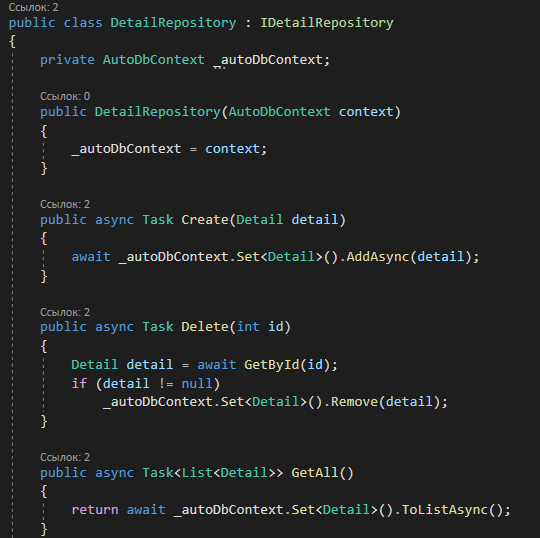 Ссылок: 2
public class DetailRepository : IDetailRepository
{
private AutoDbContext _autoDbContext;
Ссылок: 0
public DetailRepository(AutoDbContext context)
{
_autoDbContext = context;
}
Ссылок: 2
public async Task Create(Detail detail)
{
await _autoDbContext.Set<Detail>().AddAsync(detail);
}
Ссылок: 2
public async Task Delete(int id)
{
Detail detail = await GetById(id);
if (detail != null)
_autoDbContext.Set<Detail>().Remove(detail);
}
Ссылок: 2
public async Task<List<Detail>> GetAll()
{
return await _autoDbContext.Set<Detail>().ToListAsync();
}